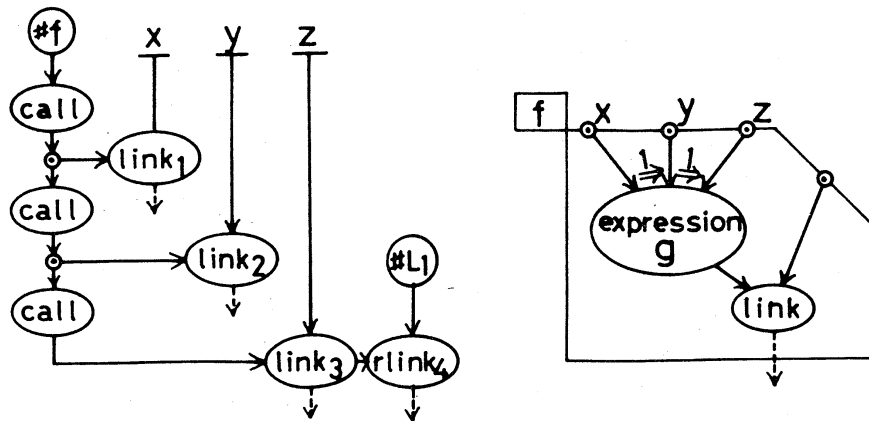 #f x y z
call
link1
call
link2
#L1
call
link3 rlink4
f x y z
1 1
expression
g
link